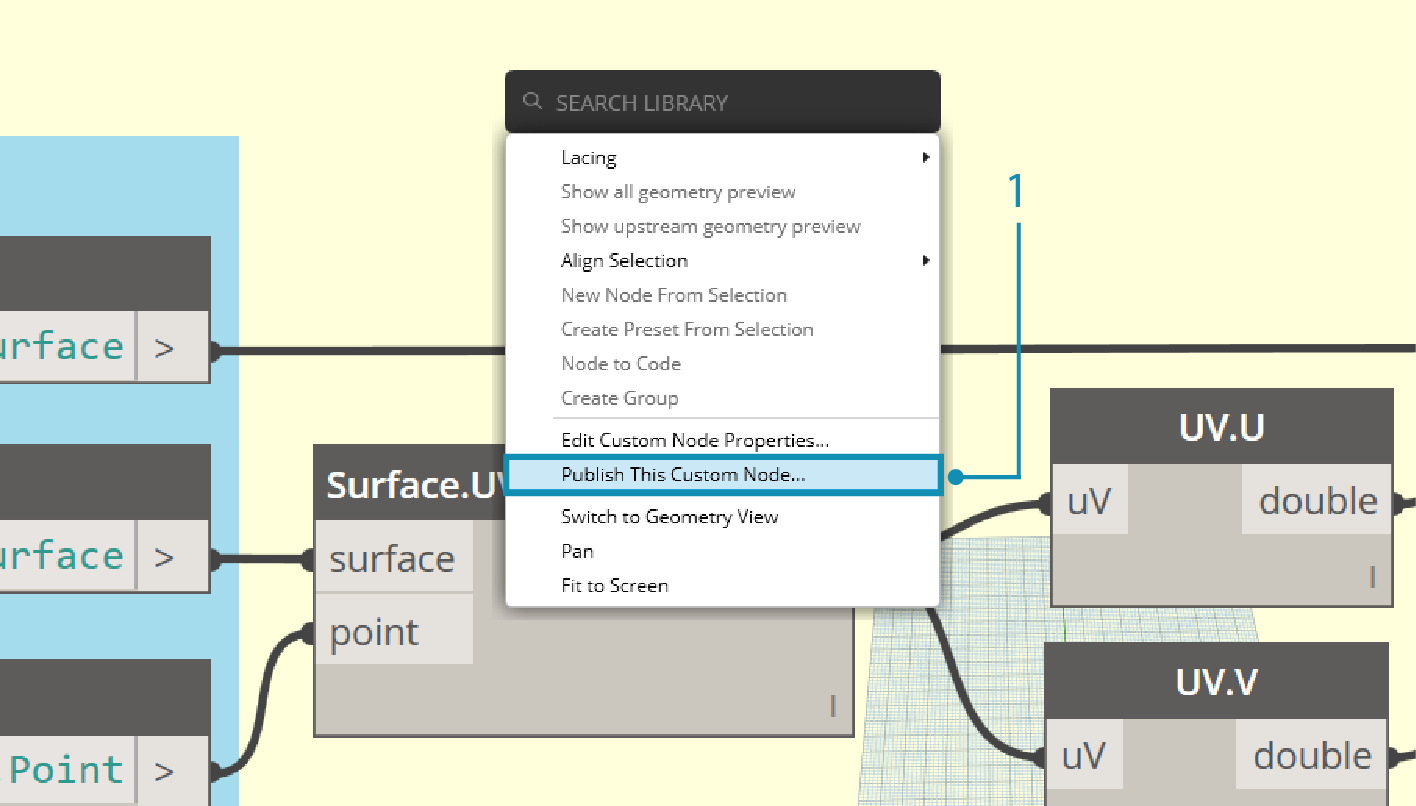 SEARCH LIBRARY
Lacing
Show all geometry preview
Show upstream geometry preview
Align Selection
New Node From Selection
Create Preset From Selection
Node to Code
Create Group
Edit Custom Node Properties...
Publish This Custom Node...
Switch to Geometry View
Pan
Fit to Screen
1
urface >
urface >
.Point >
Surface.UV
surface
point
I
UV.U
uV double
I
UV.V
uV double